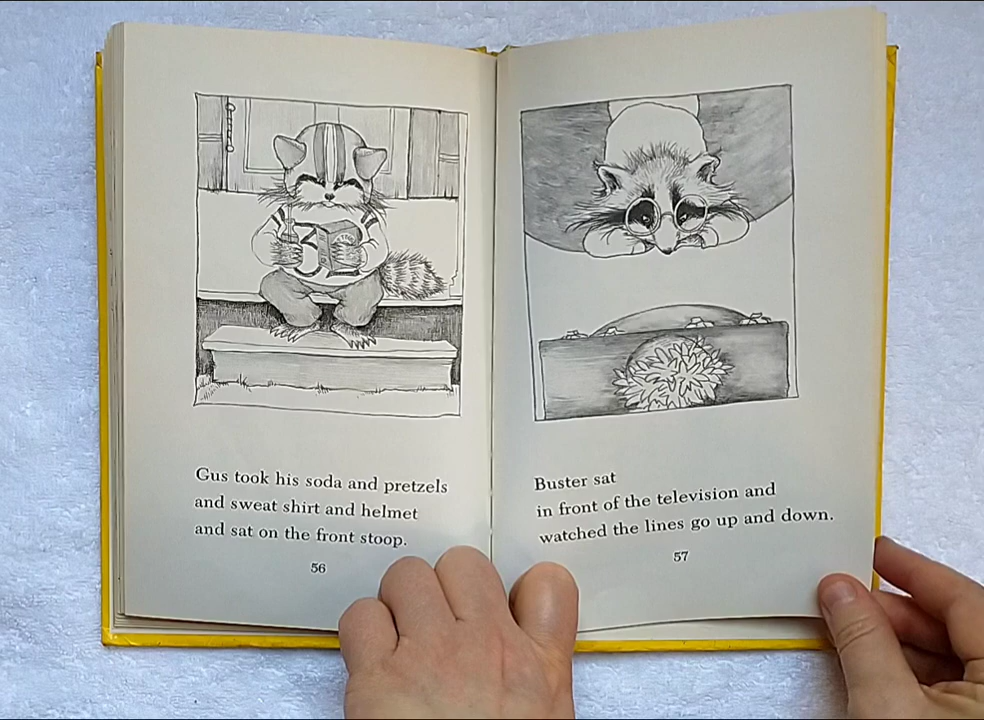 Gus took his soda and pretzels
and sweat shirt and helmet
and sat on the front stoop.
56
Buster sat
in front of the television and
watched the lines go up and down.
57